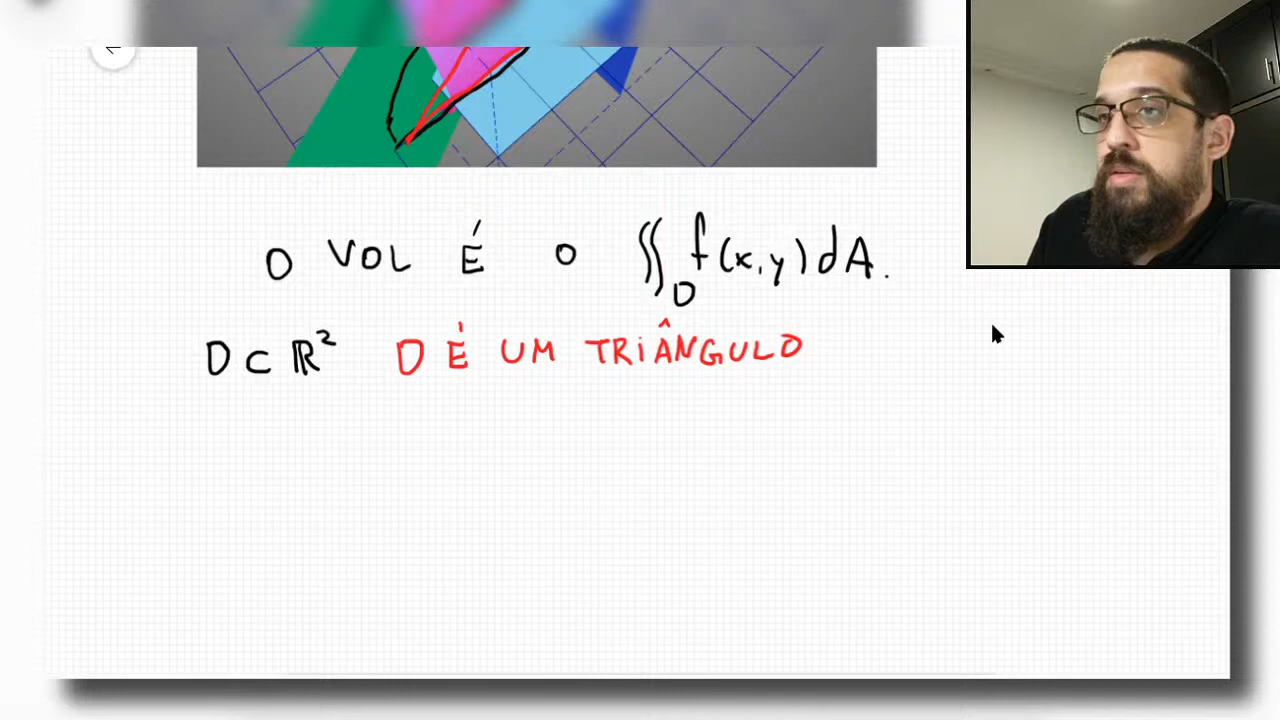 O VOL É O ∬_D f(x,y)dA.
D ⊂ ℝ² D É UM TRIÂNGULO